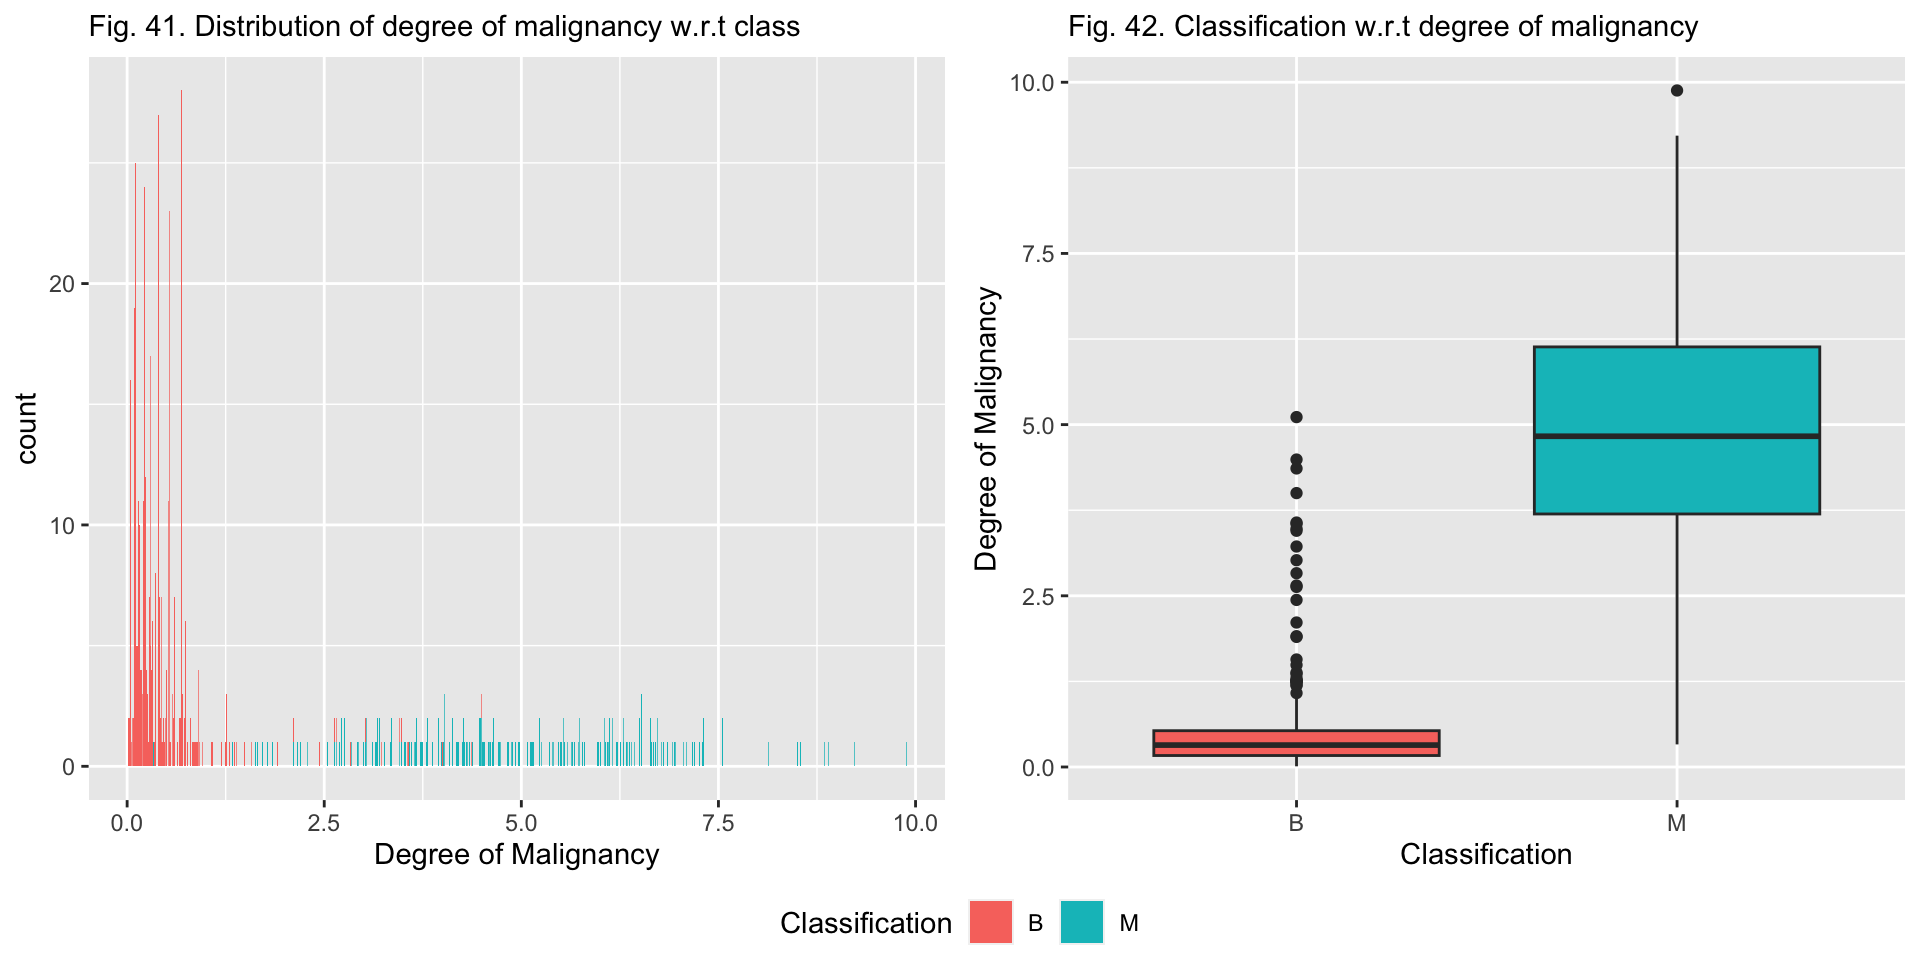 Fig. 41. Distribution of degree of malignancy w.r.t class
count
20
10
0
0.0 2.5 5.0 7.5 10.0
Degree of Malignancy
Fig. 42. Classification w.r.t degree of malignancy
Degree of Malignancy
10.0
7.5
5.0
2.5
0.0
B M
Classification
Classification B M